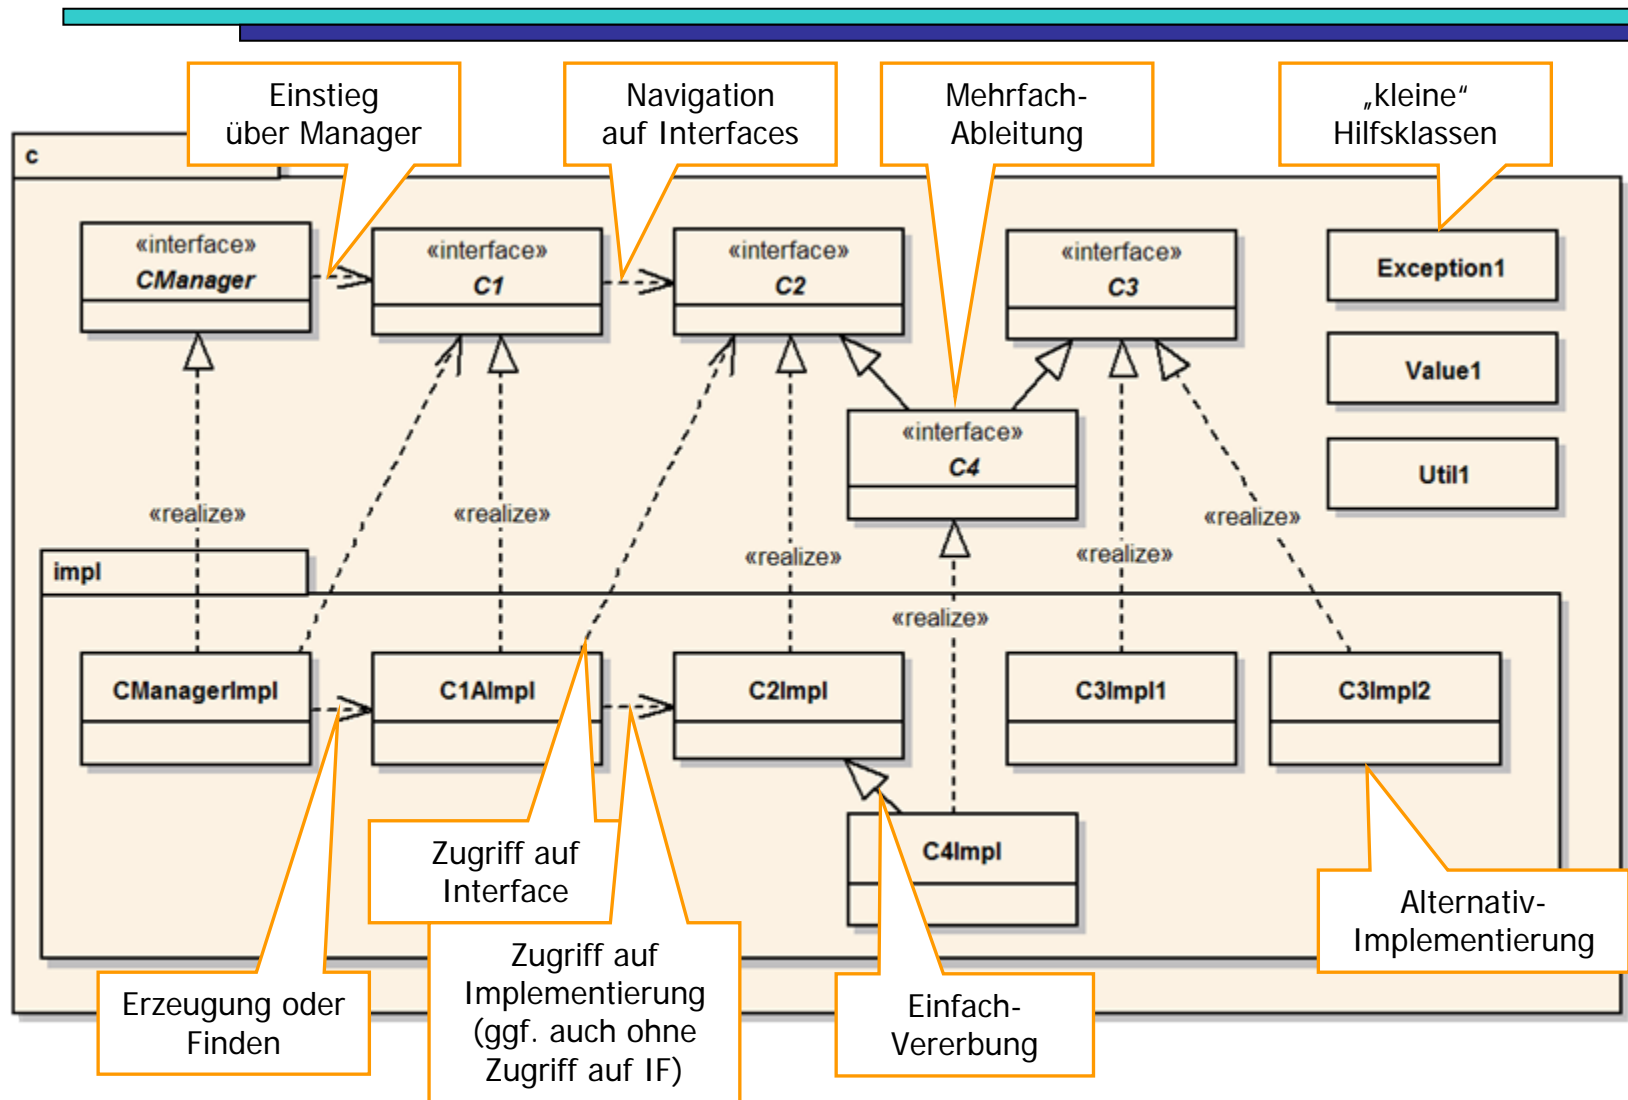 Einstieg
über Manager
Navigation
auf Interfaces
Mehrfach-
Ableitung
„kleine“
Hilfsklassen
c
«interface»
CManager
«interface»
C1
«interface»
C2
«interface»
C3
Exception1
Value1
«interface»
C4
Util1
«realize»
«realize»
«realize»
«realize»
«realize»
impl
«realize»
CManagerImpl
C1AImpl
C2Impl
C3Impl1
C3Impl2
C4Impl
Zugriff auf
Interface
Alternativ-
Implementierung
Zugriff auf
Implementierung
(ggf. auch ohne
Zugriff auf IF)
Erzeugung oder
Finden
Einfach-
Vererbung